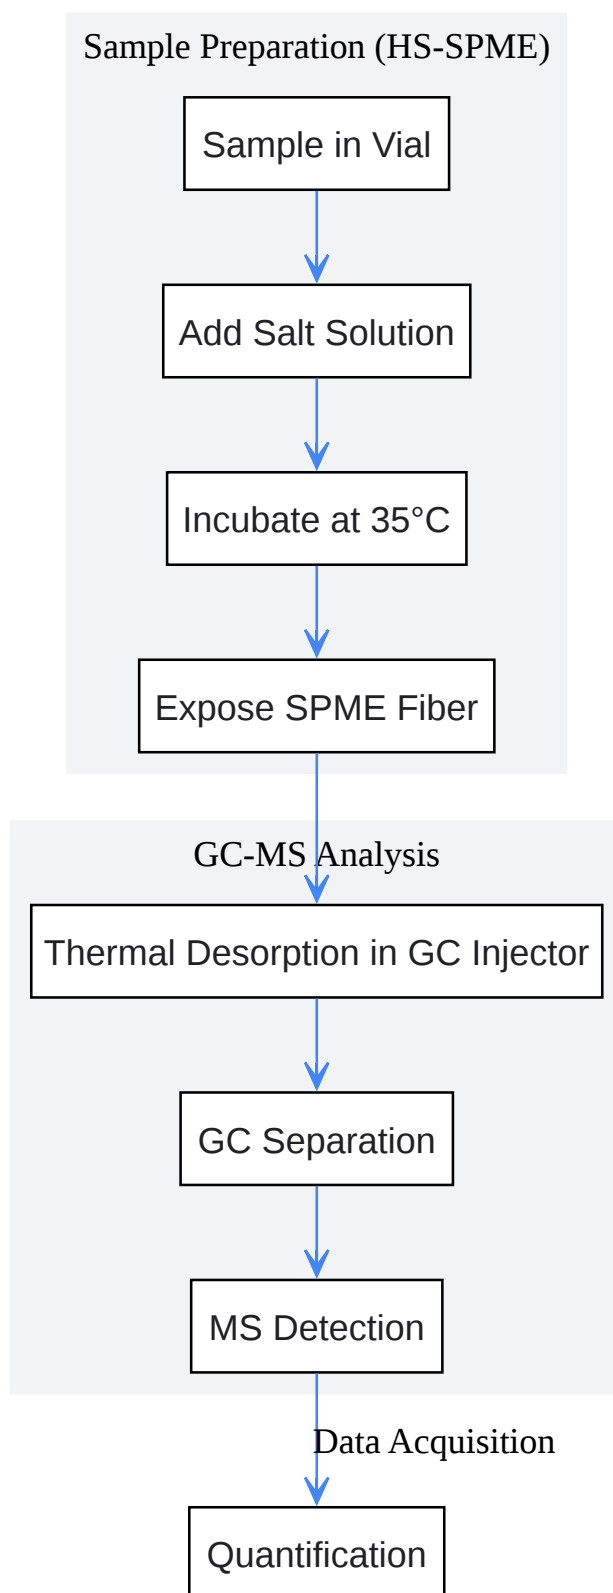 Sample Preparation (HS-SPME)
Sample in Vial
Add Salt Solution
Incubate at 35°C
Expose SPME Fiber
GC-MS Analysis
Thermal Desorption in GC Injector
GC Separation
MS Detection
Data Acquisition
Quantification